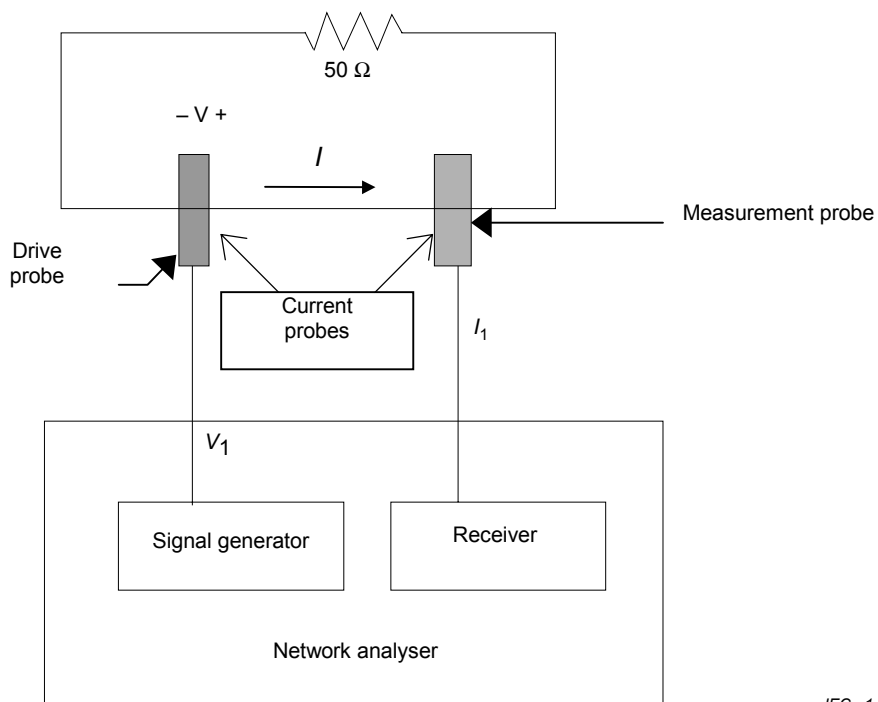 50 Ω
– V +
I
Measurement probe
Drive
probe
Current
probes
I1
V1
Signal generator
Receiver
Network analyser